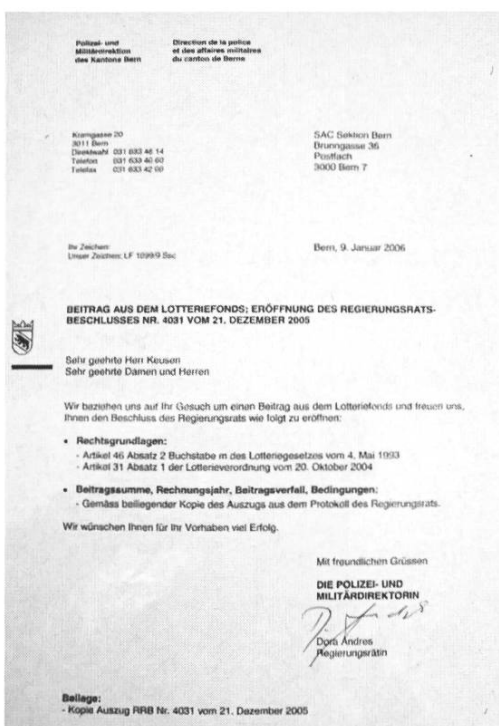 Polizei- und
Militärdirektion
des Kantons Bern
Direction de la police
et des affaires militaires
du canton de Berne
Kramgasse 20
3011 Bern
Direktwahl 031 633 46 14
Telefon 031 633 40 60
Telefax 031 633 42 00
SAC Sektion Bern
Brunngasse 36
Postfach
3000 Bern 7
Ihr Zeichen:
Unser Zeichen: LF 1099/9 Soc
Bern, 9. Januar 2006
BEITRAG AUS DEM LOTTERIEFONDS; ERÖFFNUNG DES REGIERUNGSRATS-
BESCHLUSSES NR. 4031 VOM 21. DEZEMBER 2005
Sehr geehrte Herr Keusen
Sehr geehrte Damen und Herren
Wir beziehen uns auf Ihr Gesuch um einen Beitrag aus dem Lotteriefonds und freuen uns,
Ihnen den Beschluss des Regierungsrats wie folgt zu eröffnen:
• Rechtsgrundlagen:
- Artikel 46 Absatz 2 Buchstabe m des Lotteriegesetzes vom 4. Mai 1993
- Artikel 31 Absatz 1 der Lotterieverordnung vom 20. Oktober 2004
• Beitragssumme, Rechnungsjahr, Beitragsverfall, Bedingungen:
- Gemäss beiliegender Kopie des Auszugs aus dem Protokoll des Regierungsrats.
Wir wünschen Ihnen für Ihr Vorhaben viel Erfolg.
Mit freundlichen Grüssen
DIE POLIZEI- UND
MILITÄRDIREKTORIN
Dora Andres
Regierungsrätin
Beilage:
- Kopie Auszug RRB Nr. 4031 vom 21. Dezember 2005